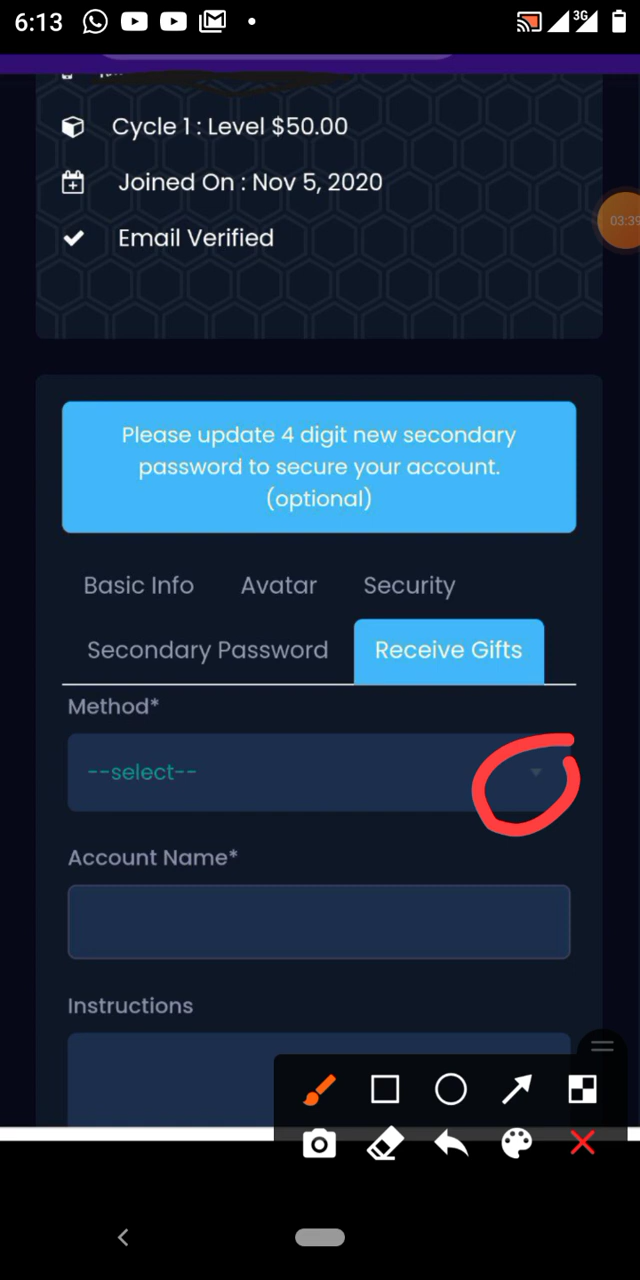 6:13
3G
Cycle 1 : Level $50.00
Joined On : Nov 5, 2020
03:39
Email Verified
Please update 4 digit new secondary
password to secure your account.
(optional)
Basic Info Avatar Security
Secondary Password Receive Gifts
Method*
--select--
Account Name*
Instructions